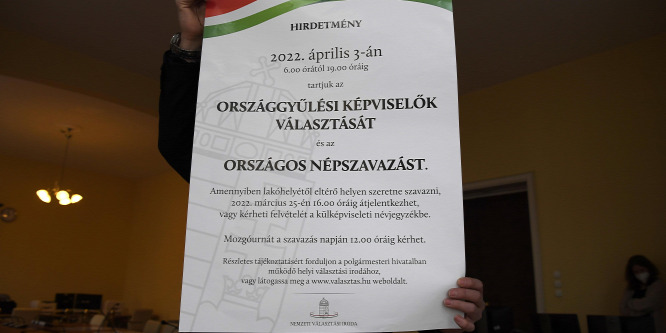 HIRDETMÉNY
2022. április 3-án
6.00 órától 19.00 óráig
tartjuk az
ORSZÁGGYŰLÉSI KÉPVISELŐK
VÁLASZTÁSÁT
és az
ORSZÁGOS NÉPSZAVAZÁST.
Amennyiben lakóhelyétől eltérő helyen szeretne szavazni,
2022. március 25-én 16.00 óráig átjelentkezhet,
vagy kérheti felvételét a külképviseleti névjegyzékbe.
Mozgóurnát a szavazás napján 12.00 óráig kérhet.
Részletes tájékoztatásért forduljon a polgármesteri hivatalban
működő helyi választási irodához,
vagy látogassa meg a www.valasztas.hu weboldalt.
NEMZETI VÁLASZTÁSI IRODA